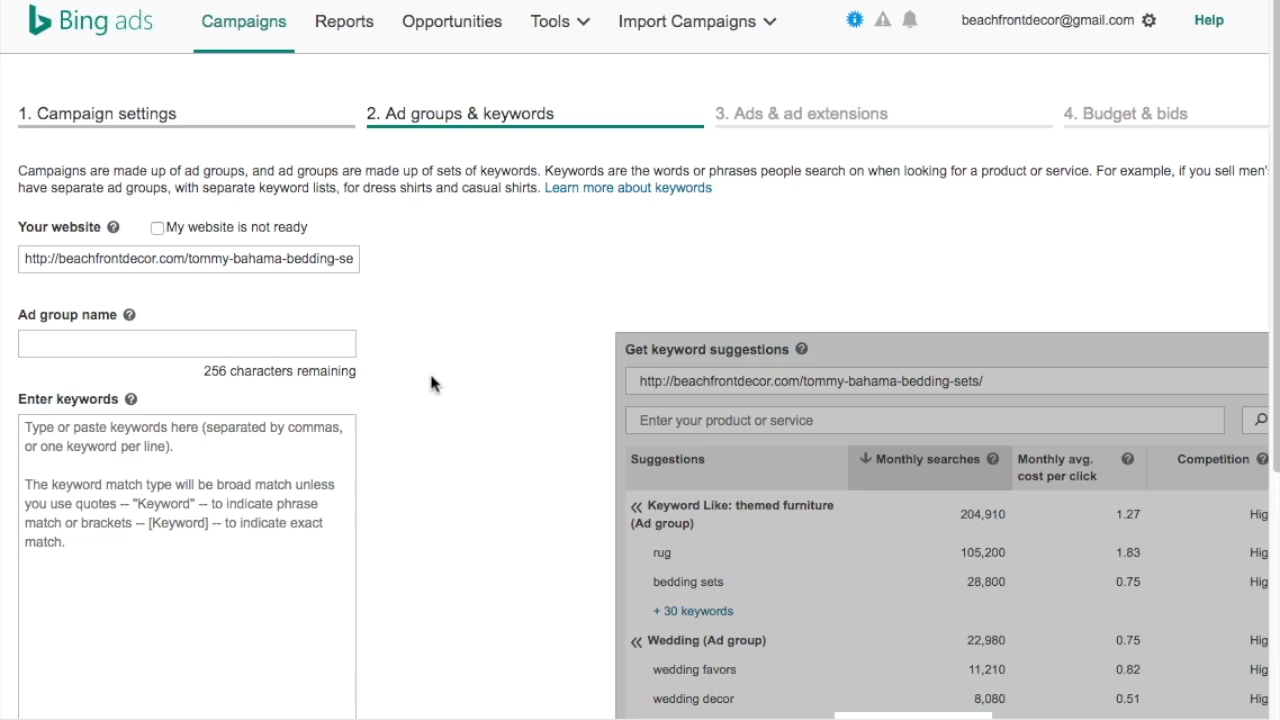 Bing ads
Campaigns
Reports
Opportunities
Tools
Import Campaigns
beachfrontdecor@gmail.com
Help
1. Campaign settings
2. Ad groups & keywords
3. Ads & ad extensions
4. Budget & bids
Campaigns are made up of ad groups, and ad groups are made up of sets of keywords. Keywords are the words or phrases people search on when looking for a product or service. For example, if you sell men'
have separate ad groups, with separate keyword lists, for dress shirts and casual shirts. Learn more about keywords
Your website
My website is not ready
http://beachfrontdecor.com/tommy-bahama-bedding-se
Ad group name
256 characters remaining
Enter keywords
Type or paste keywords here (separated by commas,
or one keyword per line).
The keyword match type will be broad match unless
you use quotes -- "Keyword" -- to indicate phrase
match or brackets -- [Keyword] -- to indicate exact
match.
Get keyword suggestions
http://beachfrontdecor.com/tommy-bahama-bedding-sets/
Enter your product or service
Suggestions
Monthly searches
Monthly avg.
cost per click
Competition
Keyword Like: themed furniture
(Ad group)
204,910
1.27
Hig
rug
105,200
1.83
Hig
bedding sets
28,800
0.75
Hig
+ 30 keywords
Wedding (Ad group)
22,980
0.75
Hig
wedding favors
11,210
0.82
Hig
wedding decor
8,080
0.51
Hig